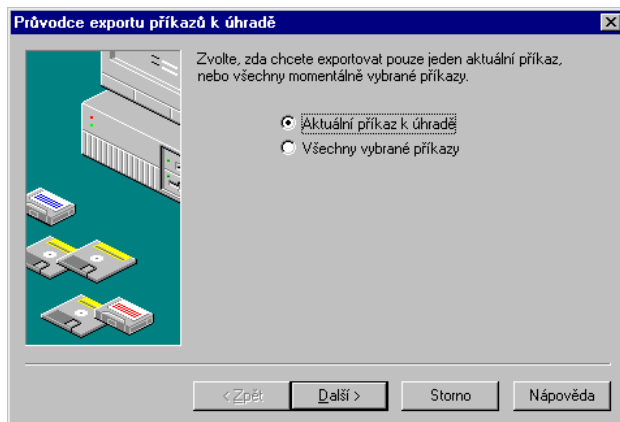 Průvodce exportu příkazů k úhradě
Zvolte, zda chcete exportovat pouze jeden aktuální příkaz,
nebo všechny momentálně vybrané příkazy.
Aktuální příkaz k úhradě
Všechny vybrané příkazy
< Zpět
Další >
Storno
Nápověda